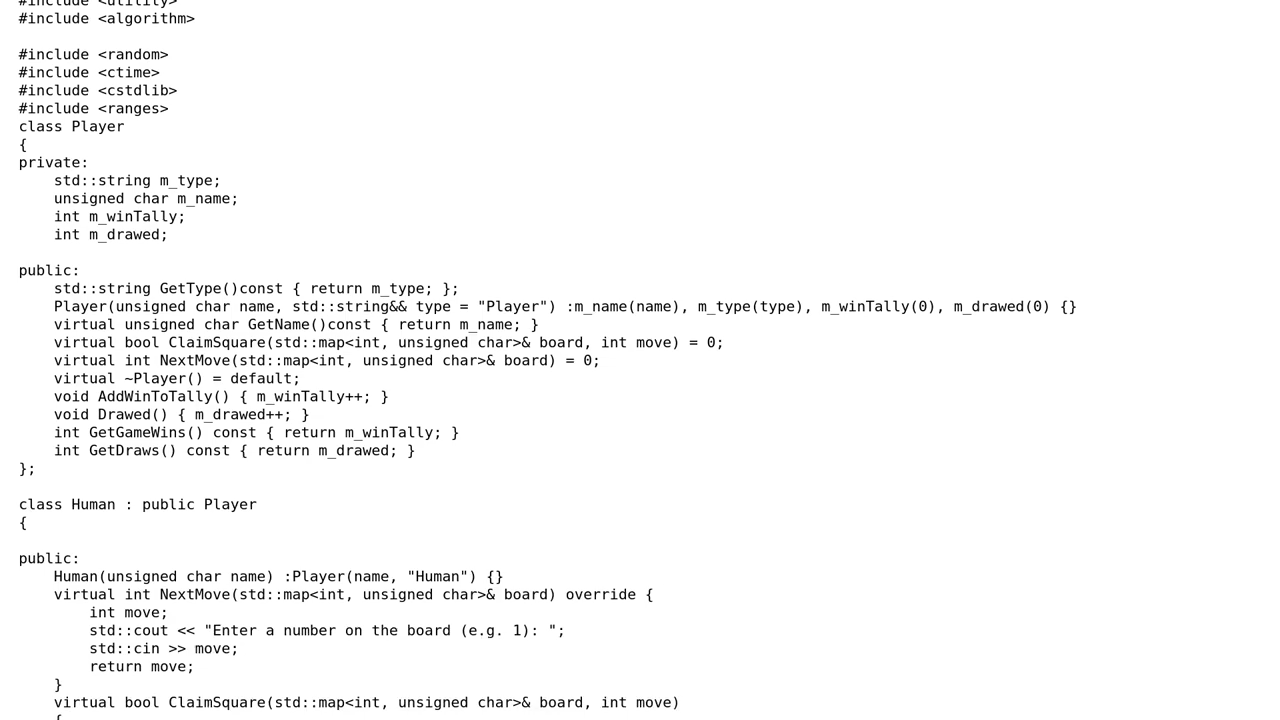 #include <utility>
#include <algorithm>

#include <random>
#include <ctime>
#include <cstdlib>
#include <ranges>
class Player
{
private:
    std::string m_type;
    unsigned char m_name;
    int m_winTally;
    int m_drawed;

public:
    std::string GetType()const { return m_type; };
    Player(unsigned char name, std::string&& type = "Player") :m_name(name), m_type(type), m_winTally(0), m_drawed(0) {}
    virtual unsigned char GetName()const { return m_name; }
    virtual bool ClaimSquare(std::map<int, unsigned char>& board, int move) = 0;
    virtual int NextMove(std::map<int, unsigned char>& board) = 0;
    virtual ~Player() = default;
    void AddWinToTally() { m_winTally++; }
    void Drawed() { m_drawed++; }
    int GetGameWins() const { return m_winTally; }
    int GetDraws() const { return m_drawed; }
};

class Human : public Player
{

public:
    Human(unsigned char name) :Player(name, "Human") {}
    virtual int NextMove(std::map<int, unsigned char>& board) override {
        int move;
        std::cout << "Enter a number on the board (e.g. 1): ";
        std::cin >> move;
        return move;
    }
    virtual bool ClaimSquare(std::map<int, unsigned char>& board, int move)
    {